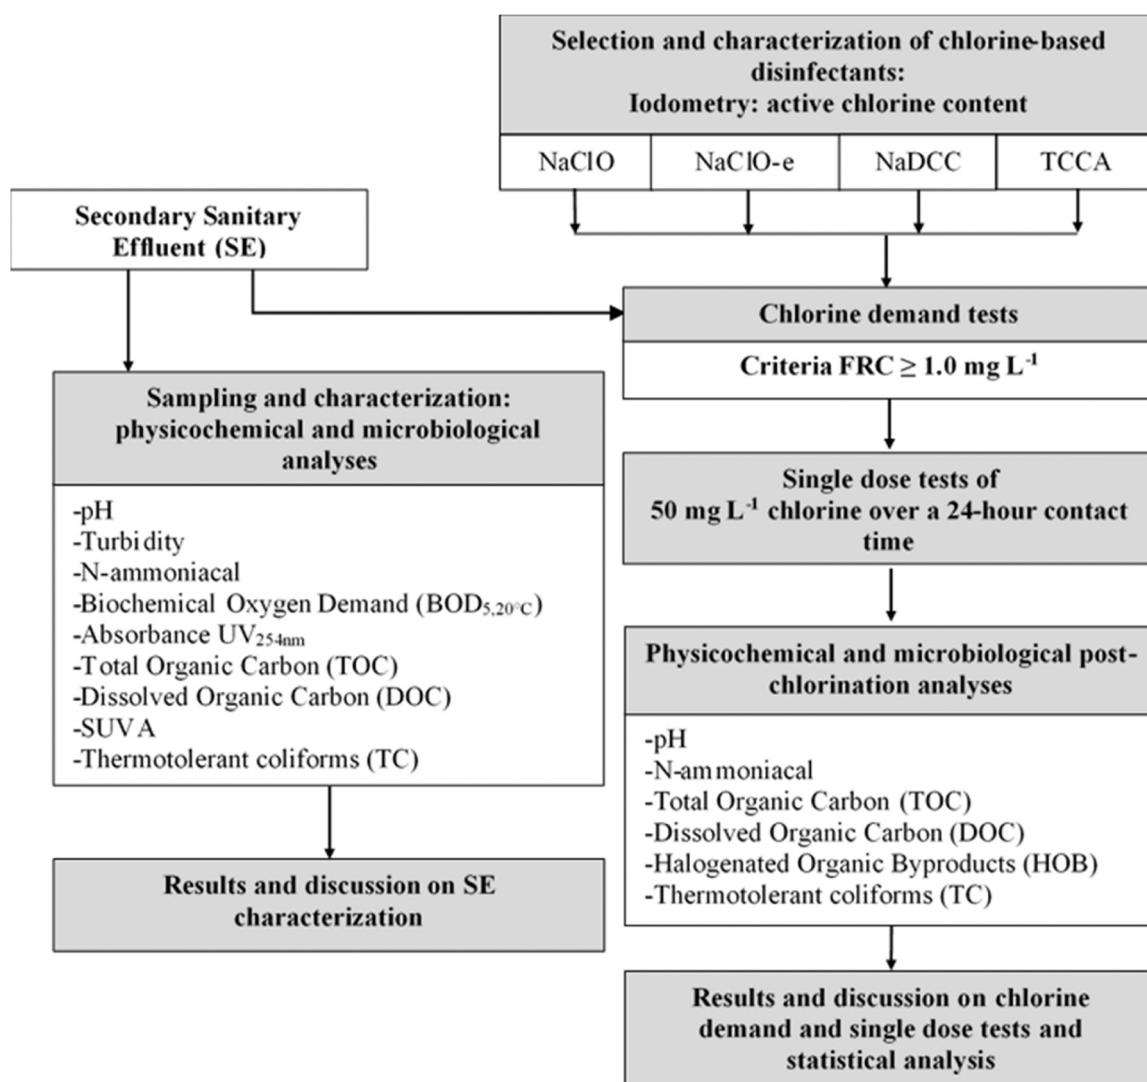 Selection and characterization of chlorine-based
disinfectants:
Iodometry: active chlorine content
NaClO
NaClO-e
NaDCC
TCCA
Secondary Sanitary
Effluent (SE)
Chlorine demand tests
Criteria FRC ≥ 1.0 mg L⁻¹
Sampling and characterization:
physicochemical and microbiological
analyses
-pH
-Turbidity
-N-ammoniacal
-Biochemical Oxygen Demand (BOD₅,₂₀°C)
-Absorbance UV₂₅₄nm
-Total Organic Carbon (TOC)
-Dissolved Organic Carbon (DOC)
-SUVA
-Thermotolerant coliforms (TC)
Results and discussion on SE
characterization
Single dose tests of
50 mg L⁻¹ chlorine over a 24-hour contact
time
Physicochemical and microbiological post-
chlorination analyses
-pH
-N-ammoniacal
-Total Organic Carbon (TOC)
-Dissolved Organic Carbon (DOC)
-Halogenated Organic Byproducts (HOB)
-Thermotolerant coliforms (TC)
Results and discussion on chlorine
demand and single dose tests and
statistical analysis